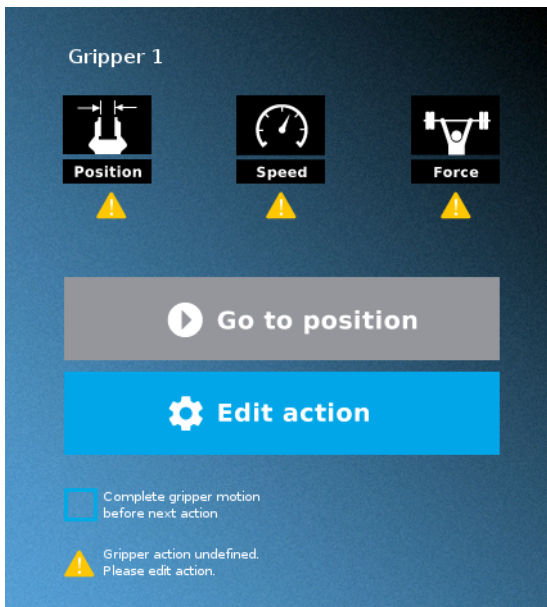 Gripper 1
Position
Speed
Force
Go to position
Edit action
Complete gripper motion
before next action
Gripper action undefined.
Please edit action.